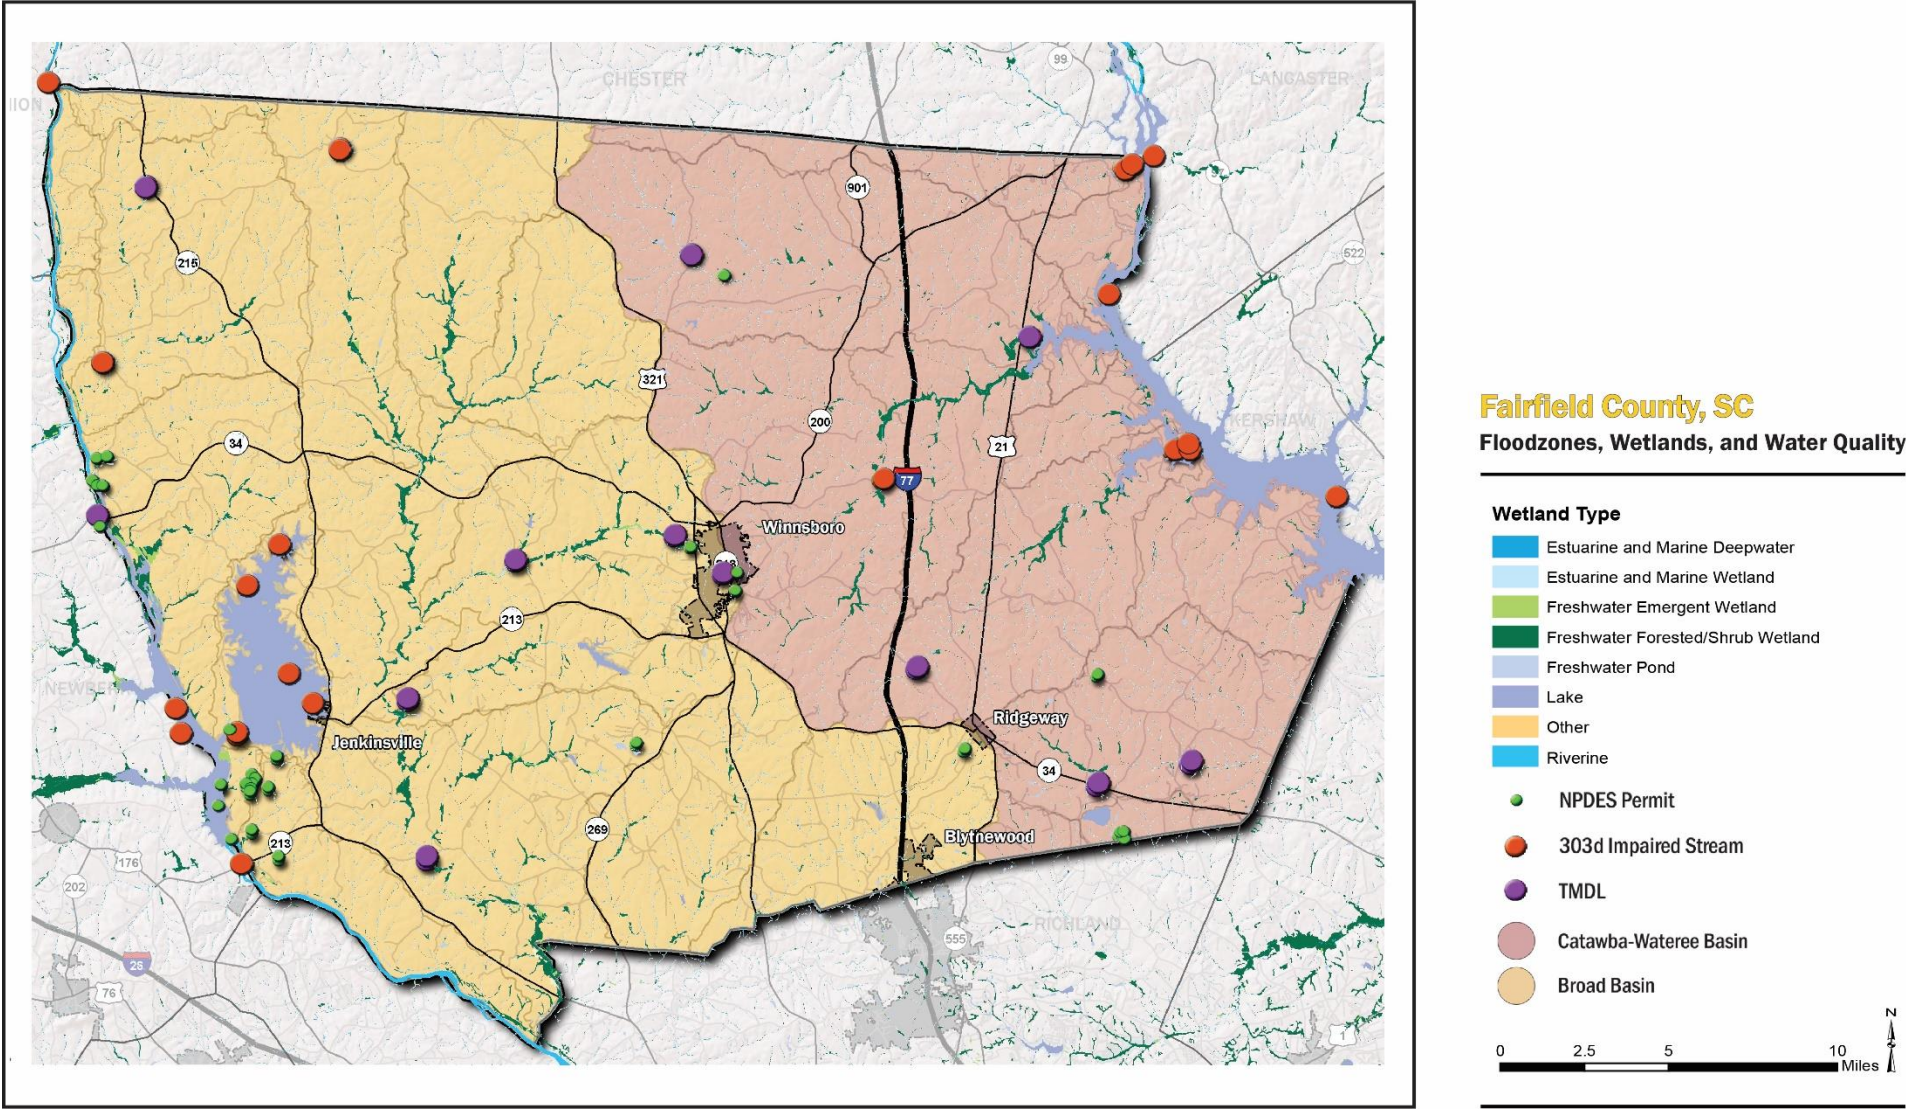 CHESTER
99
LANCASTER
901
215
522
321
KERSHAW
200
34
21
77
Winnsboro
213
NEWBER
Ridgeway
Jenkinsville
34
269
Blythewood
213
176
202
RICHLAND
555
26
76
1
Fairfield County, SC
Floodzones, Wetlands, and Water Quality
Wetland Type
Estuarine and Marine Deepwater
Estuarine and Marine Wetland
Freshwater Emergent Wetland
Freshwater Forested/Shrub Wetland
Freshwater Pond
Lake
Other
Riverine
NPDES Permit
303d Impaired Stream
TMDL
Catawba-Wateree Basin
Broad Basin
N
0 2.5 5 10
Miles